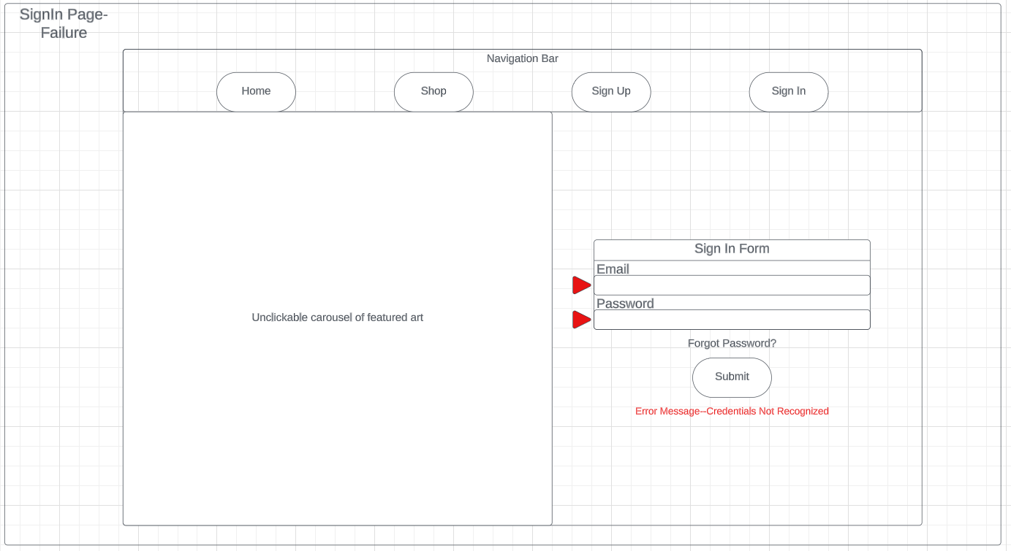 SignIn Page-
Failure
Navigation Bar
Home
Shop
Sign Up
Sign In
Unclickable carousel of featured art
Sign In Form
Email
Password
Forgot Password?
Submit
Error Message--Credentials Not Recognized